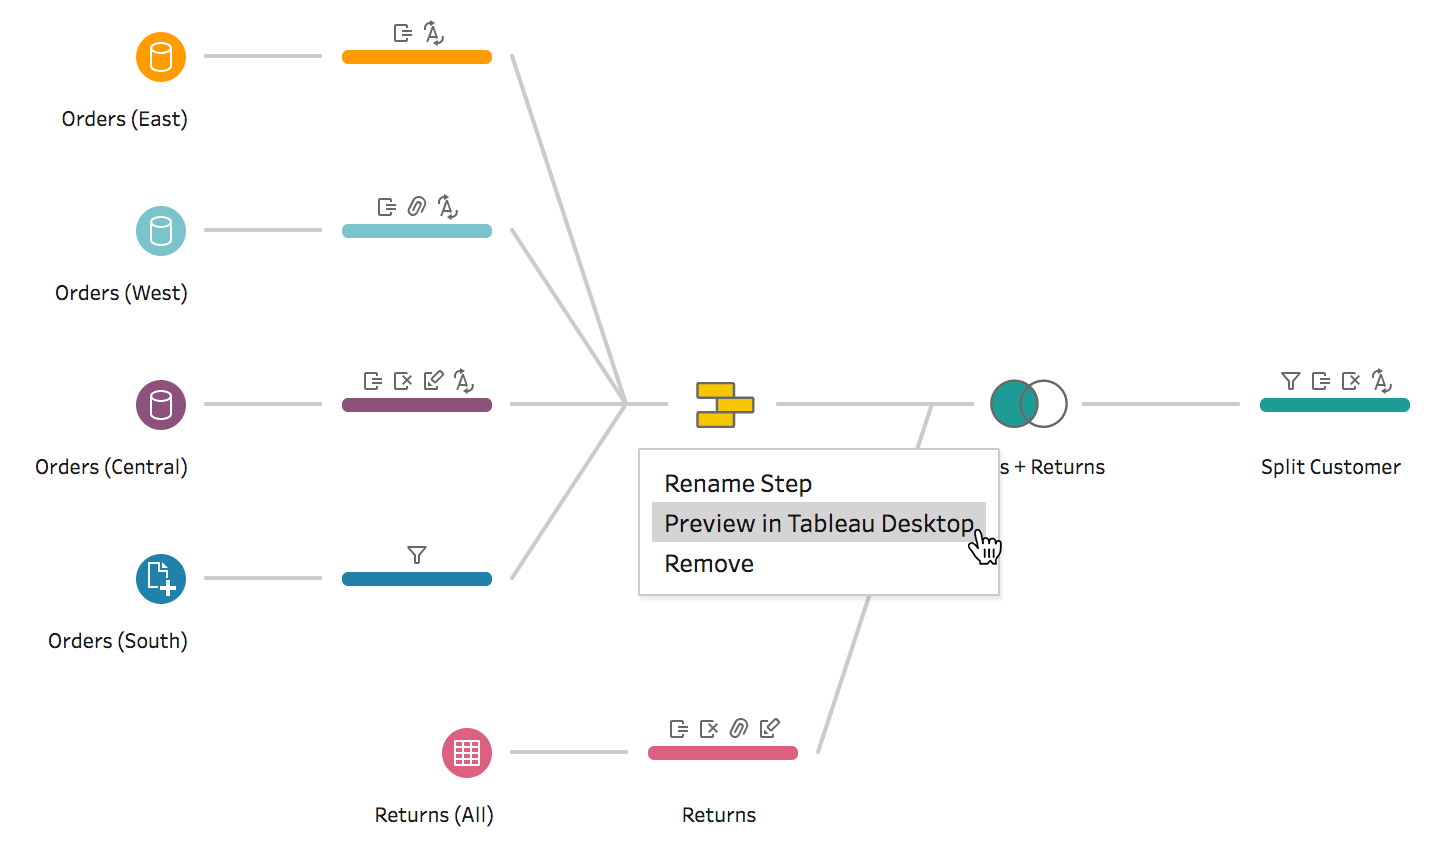 Orders (East)
Orders (West)
Orders (Central)
s + Returns
Split Customer
Rename Step
Preview in Tableau Desktop
Remove
Orders (South)
Returns (All)
Returns